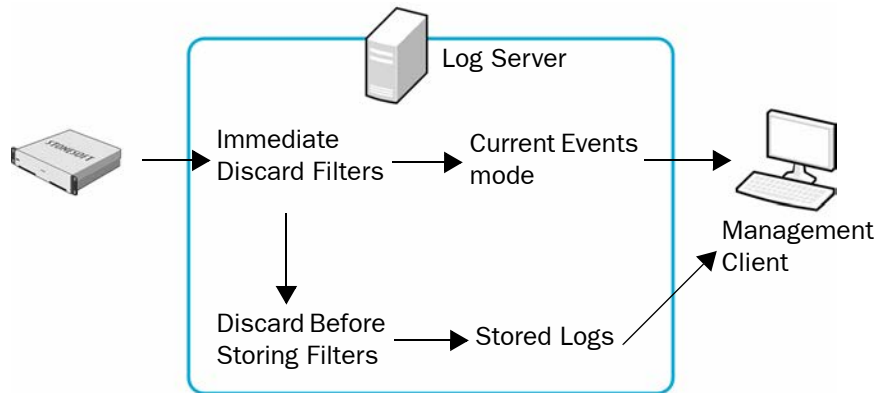 Log Server
STONESOFT
Immediate
Discard Filters
Current Events
mode
Management
Client
Discard Before
Storing Filters
Stored Logs